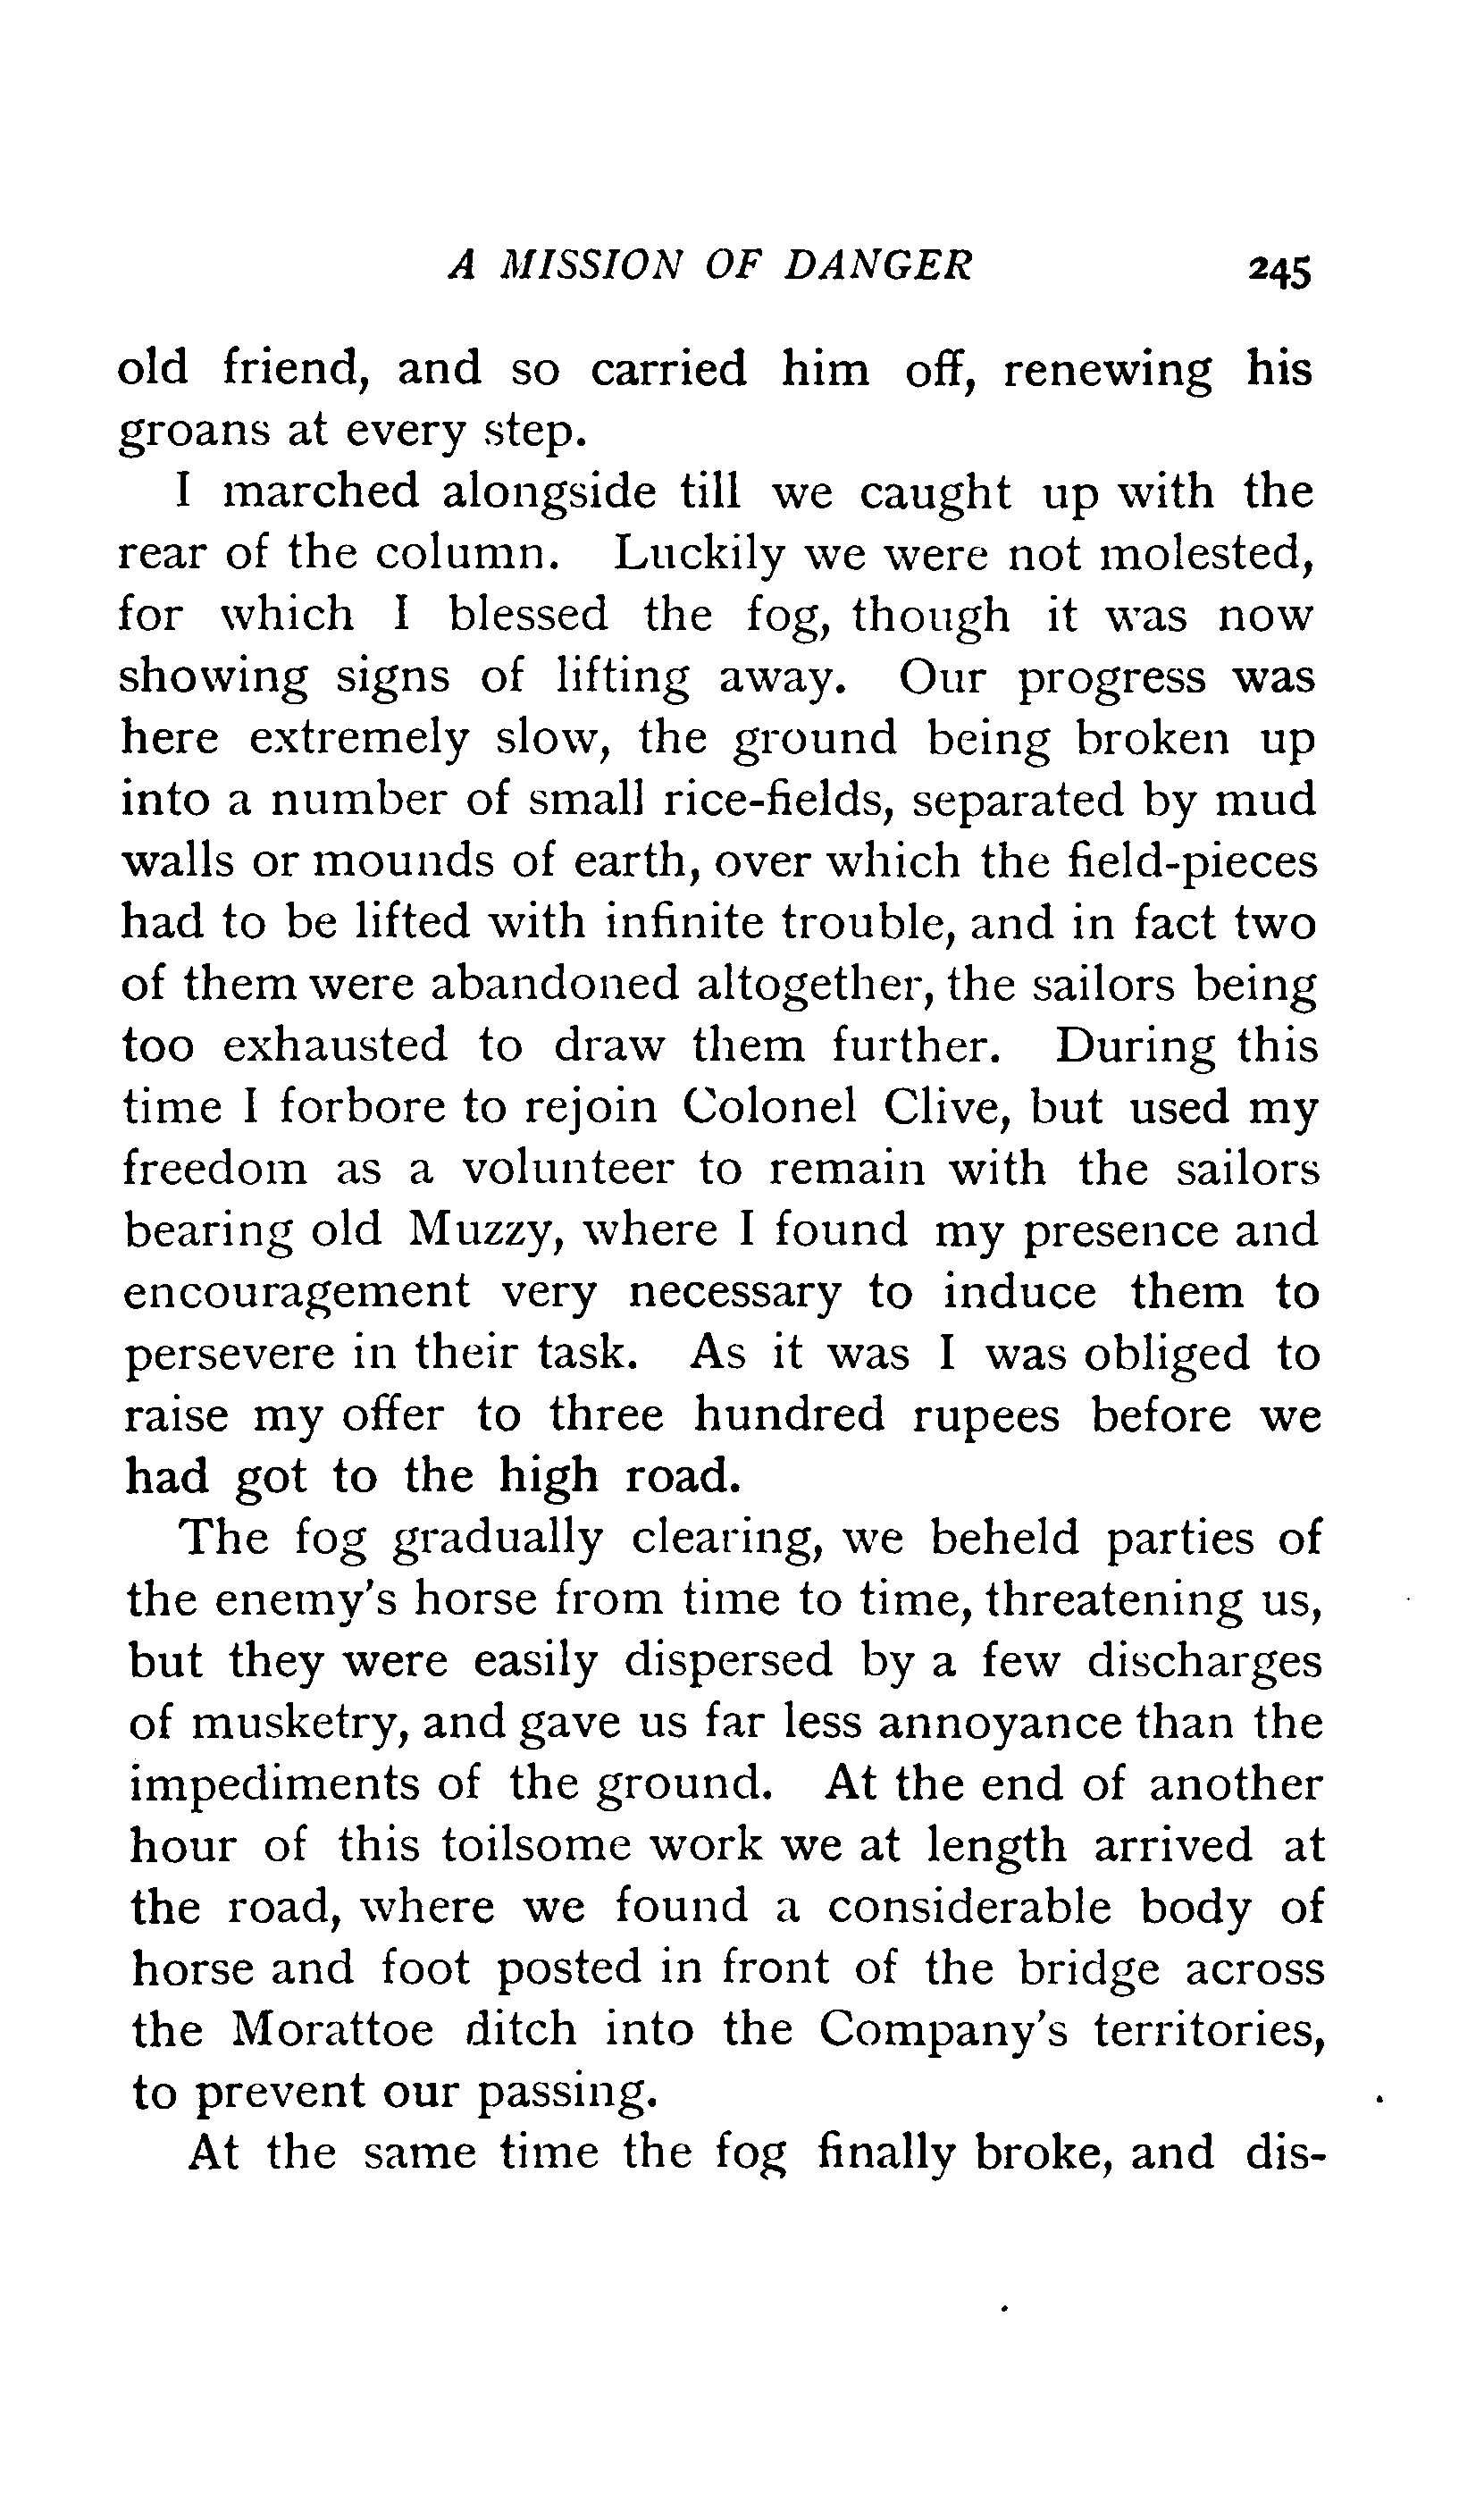 A MISSION OF DANGER 245
old friend, and so carried him off, renewing his
groans at every step.
I marched alongside till we caught up with the
rear of the column. Luckily we were not molested,
for which I blessed the fog, though it was now
showing signs of lifting away. Our progress was
here extremely slow, the ground being broken up
into a number of small rice-fields, separated by mud
walls or mounds of earth, over which the field-pieces
had to be lifted with infinite trouble, and in fact two
of them were abandoned altogether, the sailors being
too exhausted to draw them further. During this
time I forbore to rejoin Colonel Clive, but used my
freedom as a volunteer to remain with the sailors
bearing old Muzzy, where I found my presence and
encouragement very necessary to induce them to
persevere in their task. As it was I was obliged to
raise my offer to three hundred rupees before we
had got to the high road.
The fog gradually clearing, we beheld parties of
the enemy's horse from time to time, threatening us,
but they were easily dispersed by a few discharges
of musketry, and gave us far less annoyance than the
impediments of the ground. At the end of another
hour of this toilsome work we at length arrived at
the road, where we found a considerable body of
horse and foot posted in front of the bridge across
the Morattoe ditch into the Company's territories,
to prevent our passing.
At the same time the fog finally broke, and dis-